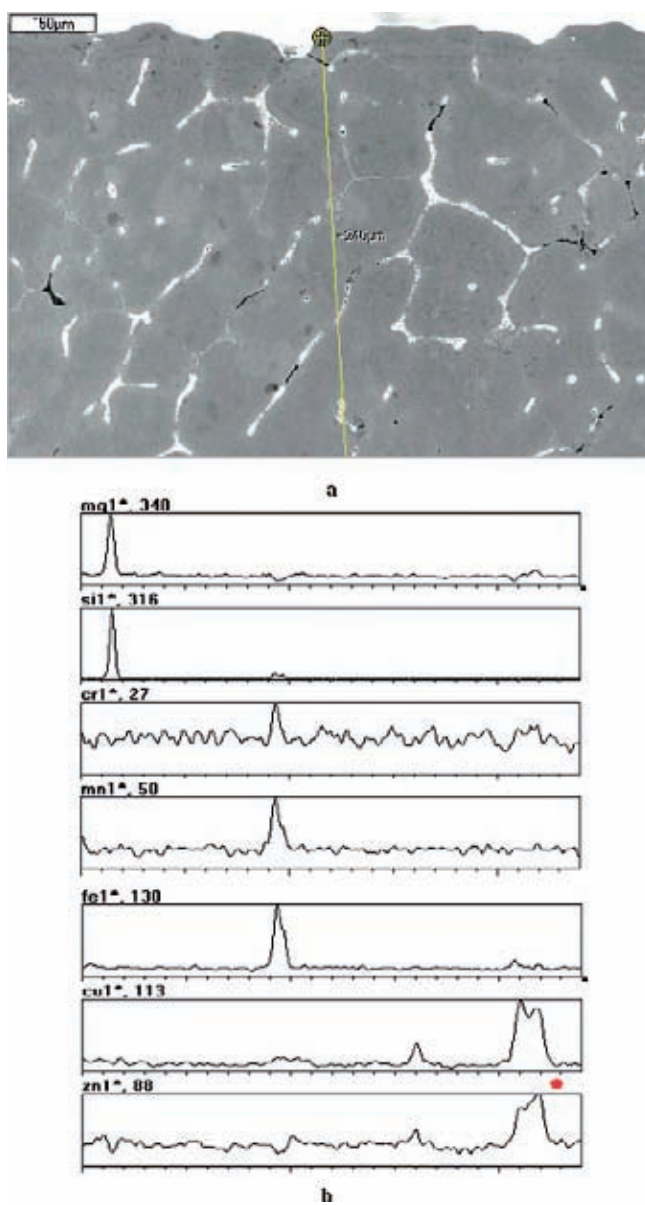 50µm
a
mg1*, 340
si1*, 316
cr1*, 27
mn1*, 50
fe1*, 130
cu1*, 113
zn1*, 88
b